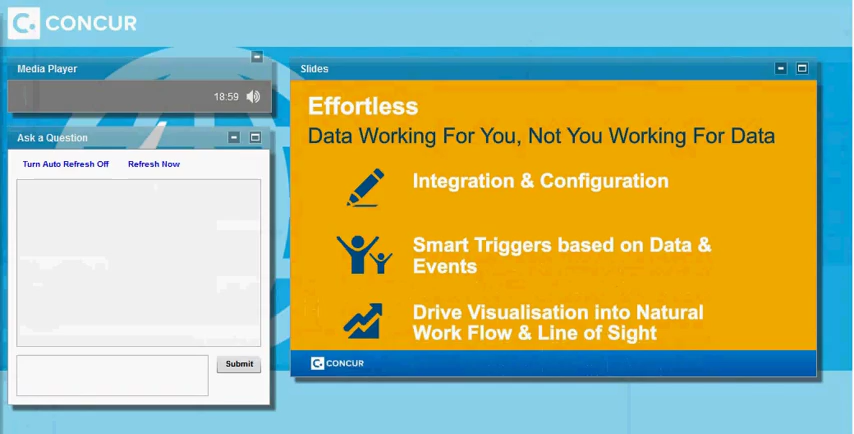 CONCUR
Media Player
18:59
Ask a Question
Turn Auto Refresh Off Refresh Now
Submit
Slides
Effortless
Data Working For You, Not You Working For Data
Integration & Configuration
Smart Triggers based on Data &
Events
Drive Visualisation into Natural
Work Flow & Line of Sight
CONCUR